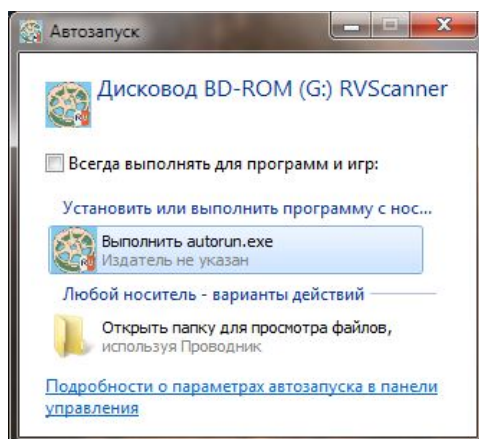 Автозапуск
Дисковод BD-ROM (G:) RVScanner
Всегда выполнять для программ и игр:
Установить или выполнить программу с нос...
Выполнить autorun.exe
Издатель не указан
Любой носитель - варианты действий
Открыть папку для просмотра файлов,
используя Проводник
Подробности о параметрах автозапуска в панели
управления